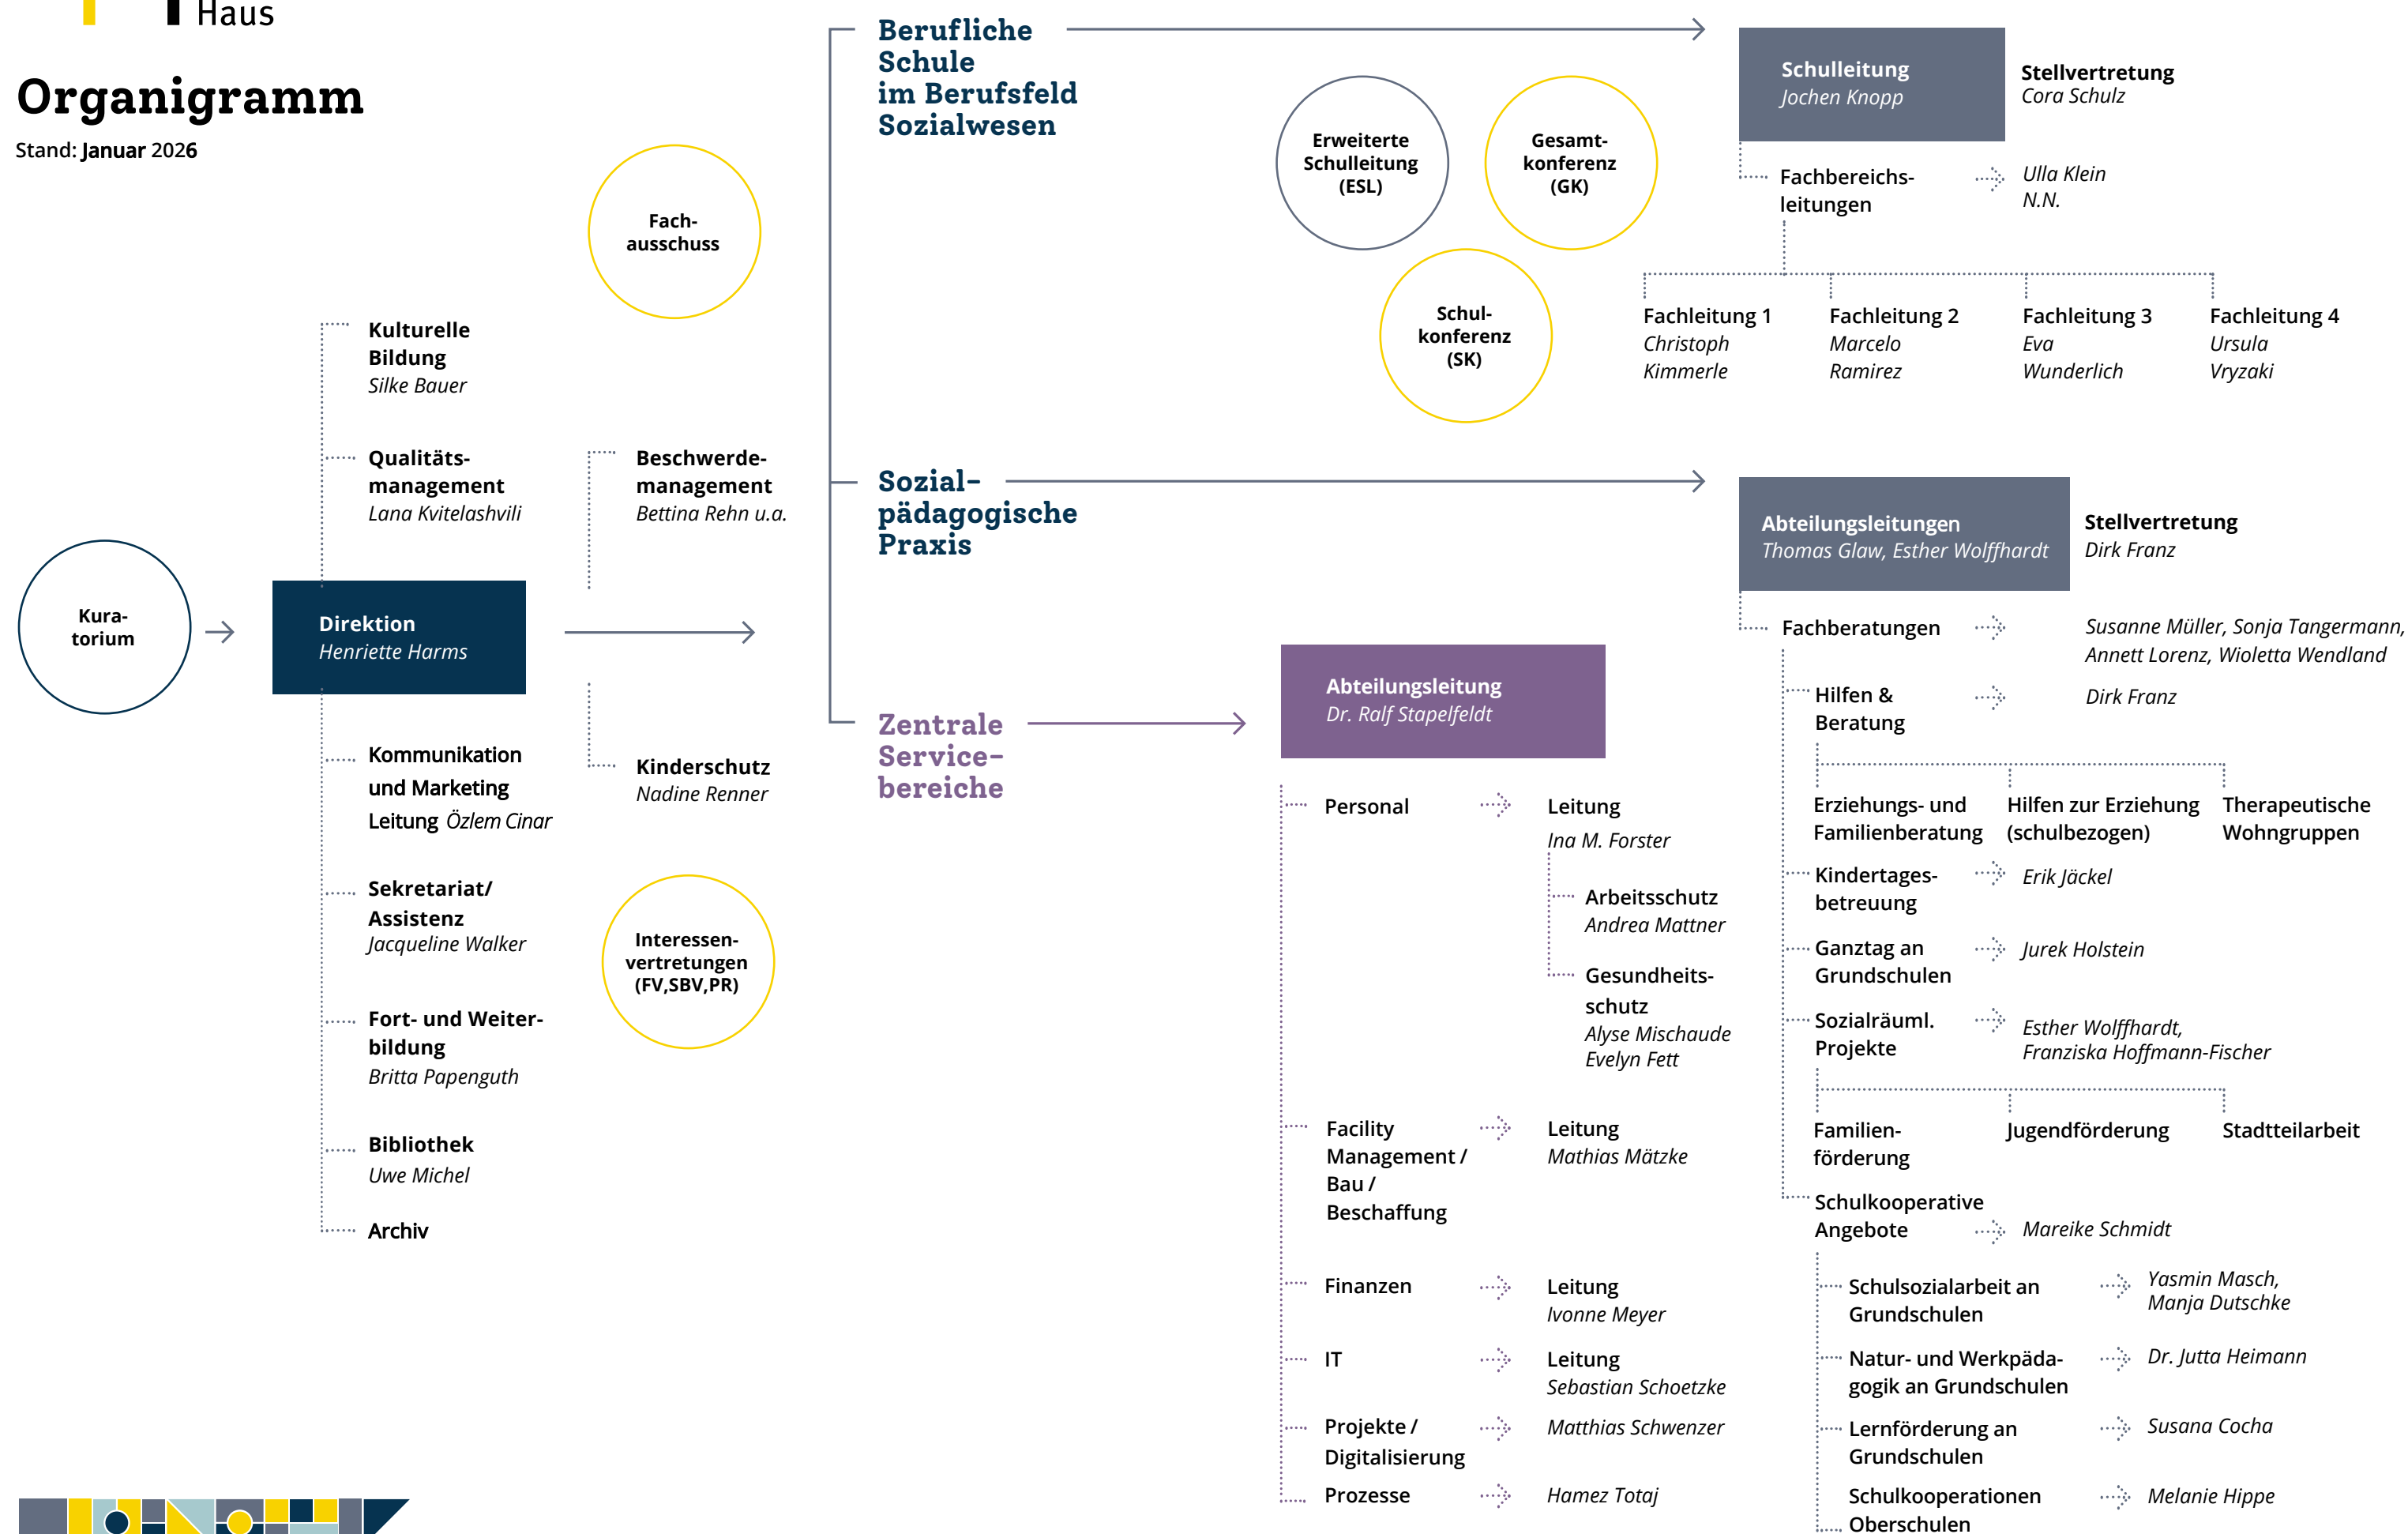 Haus
Organigramm
Stand: Januar 2026
Kura-
torium
Direktion
Henriette Harms
Kulturelle
Bildung
Silke Bauer
Qualitäts-
management
Lana Kvitelashvili
Kommunikation
und Marketing
Leitung Özlem Cinar
Sekretariat/
Assistenz
Jacqueline Walker
Fort- und Weiter-
bildung
Britta Papenguth
Bibliothek
Uwe Michel
Archiv
Fach-
ausschuss
Beschwerde-
management
Bettina Rehn u.a.
Kinderschutz
Nadine Renner
Interessen-
vertretungen
(FV,SBV,PR)
Berufliche
Schule
im Berufsfeld
Sozialwesen
Erweiterte
Schulleitung
(ESL)
Gesamt-
konferenz
(GK)
Schul-
konferenz
(SK)
Schulleitung
Jochen Knopp
Stellvertretung
Cora Schulz
Fachbereichs-
leitungen
Ulla Klein
N.N.
Fachleitung 1
Christoph
Kimmerle
Fachleitung 2
Marcelo
Ramirez
Fachleitung 3
Eva
Wunderlich
Fachleitung 4
Ursula
Vryzaki
Sozial-
pädagogische
Praxis
Abteilungsleitungen
Thomas Glaw, Esther Wolffhardt
Stellvertretung
Dirk Franz
Fachberatungen
Susanne Müller, Sonja Tangermann,
Annett Lorenz, Wioletta Wendland
Hilfen &
Beratung
Dirk Franz
Erziehungs- und
Familienberatung
Hilfen zur Erziehung
(schulbezogen)
Therapeutische
Wohngruppen
Kindertages-
betreuung
Erik Jäckel
Ganztag an
Grundschulen
Jurek Holstein
Sozialräuml.
Projekte
Esther Wolffhardt,
Franziska Hoffmann-Fischer
Familien-
förderung
Jugendförderung
Stadtteilarbeit
Schulkooperative
Angebote
Mareike Schmidt
Schulsozialarbeit an
Grundschulen
Yasmin Masch,
Manja Dutschke
Natur- und Werkpäda-
gogik an Grundschulen
Dr. Jutta Heimann
Lernförderung an
Grundschulen
Susana Cocha
Schulkooperationen
Oberschulen
Melanie Hippe
Zentrale
Service-
bereiche
Abteilungsleitung
Dr. Ralf Stapelfeldt
Personal
Leitung
Ina M. Forster
Arbeitsschutz
Andrea Mattner
Gesundheits-
schutz
Alyse Mischaude
Evelyn Fett
Facility
Management /
Bau /
Beschaffung
Leitung
Mathias Mätzke
Finanzen
Leitung
Ivonne Meyer
IT
Leitung
Sebastian Schoetzke
Projekte /
Digitalisierung
Matthias Schwenzer
Prozesse
Hamez Totaj